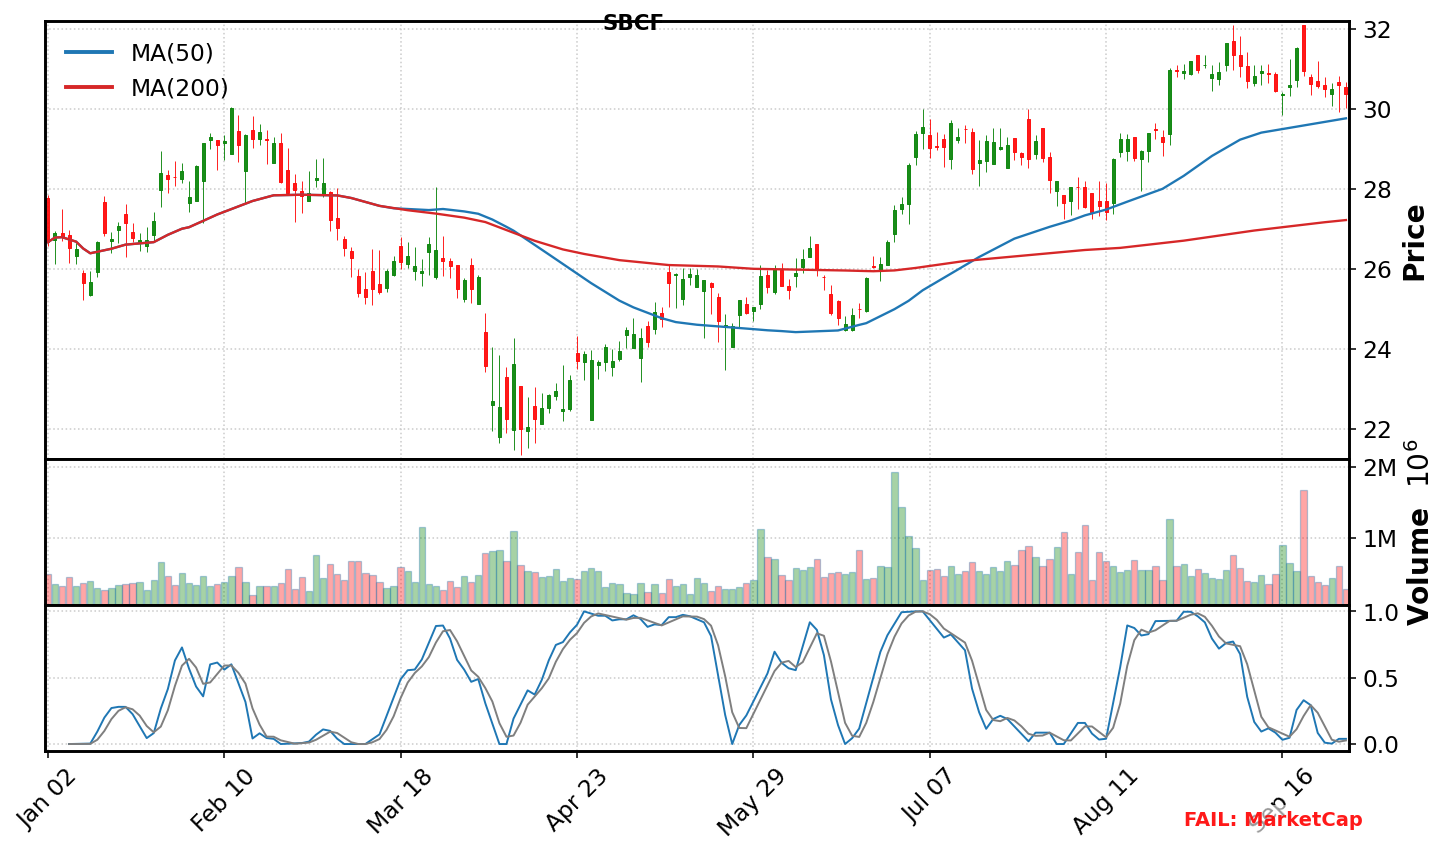 SBCF
MA(50)
MA(200)
32
30
28
26
24
22
Price
2M
1M
Volume 10^6
1.0
0.5
0.0
Jan 02
Feb 10
Mar 18
Apr 23
May 29
Jul 07
Aug 11
Sep 16
FAIL: MarketCap